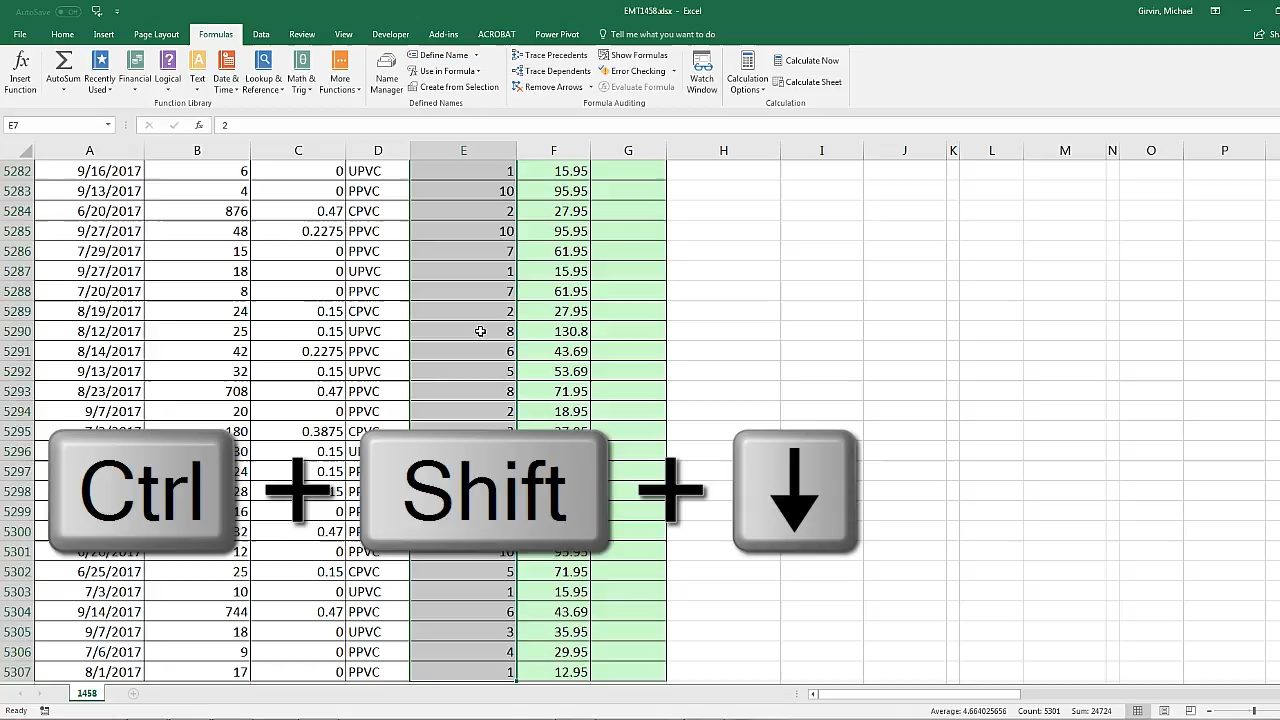 AutoSave Off
EMT1458.xlsx - Excel
Girvin, Michael
File Home Insert Page Layout Formulas Data Review View Developer Add-ins ACROBAT Power Pivot Tell me what you want to do
fx Insert Function
AutoSum
Recently Used
Financial
Logical
Text
Date & Time
Lookup & Reference
Math & Trig
More Functions
Function Library
Name Manager
Define Name
Use in Formula
Create from Selection
Defined Names
Trace Precedents
Trace Dependents
Remove Arrows
Show Formulas
Error Checking
Evaluate Formula
Formula Auditing
Watch Window
Calculation Options
Calculate Now
Calculate Sheet
Calculation
E7 fx 2
A B C D E F G H I J K L M N O P
5282 9/16/2017 6 0 UPVC 1 15.95
5283 9/13/2017 4 0 PPVC 10 95.95
5284 6/20/2017 876 0.47 CPVC 2 27.95
5285 9/27/2017 48 0.2275 PPVC 10 95.95
5286 7/29/2017 15 0 PPVC 7 61.95
5287 9/27/2017 18 0 UPVC 1 15.95
5288 7/20/2017 8 0 PPVC 7 61.95
5289 8/19/2017 24 0.15 CPVC 2 27.95
5290 8/12/2017 25 0.15 UPVC 8 130.8
5291 8/14/2017 42 0.2275 PPVC 6 43.69
5292 9/13/2017 32 0.15 UPVC 5 53.69
5293 8/23/2017 708 0.47 PPVC 8 71.95
5294 9/7/2017 20 0 PPVC 2 18.95
5295 180 0.3875
5296 0.15
5297 0.15
5298
5299
5300 0.47
5301 12 0
5302 6/25/2017 25 0.15 CPVC 5 71.95
5303 7/3/2017 10 0 UPVC 1 15.95
5304 9/14/2017 744 0.47 PPVC 6 43.69
5305 9/7/2017 18 0 UPVC 3 35.95
5306 7/6/2017 9 0 PPVC 4 29.95
5307 8/1/2017 17 0 PPVC 1 12.95
Ctrl + Shift + ↓
1458
Ready
Average: 4.664025656 Count: 5301 Sum: 24724